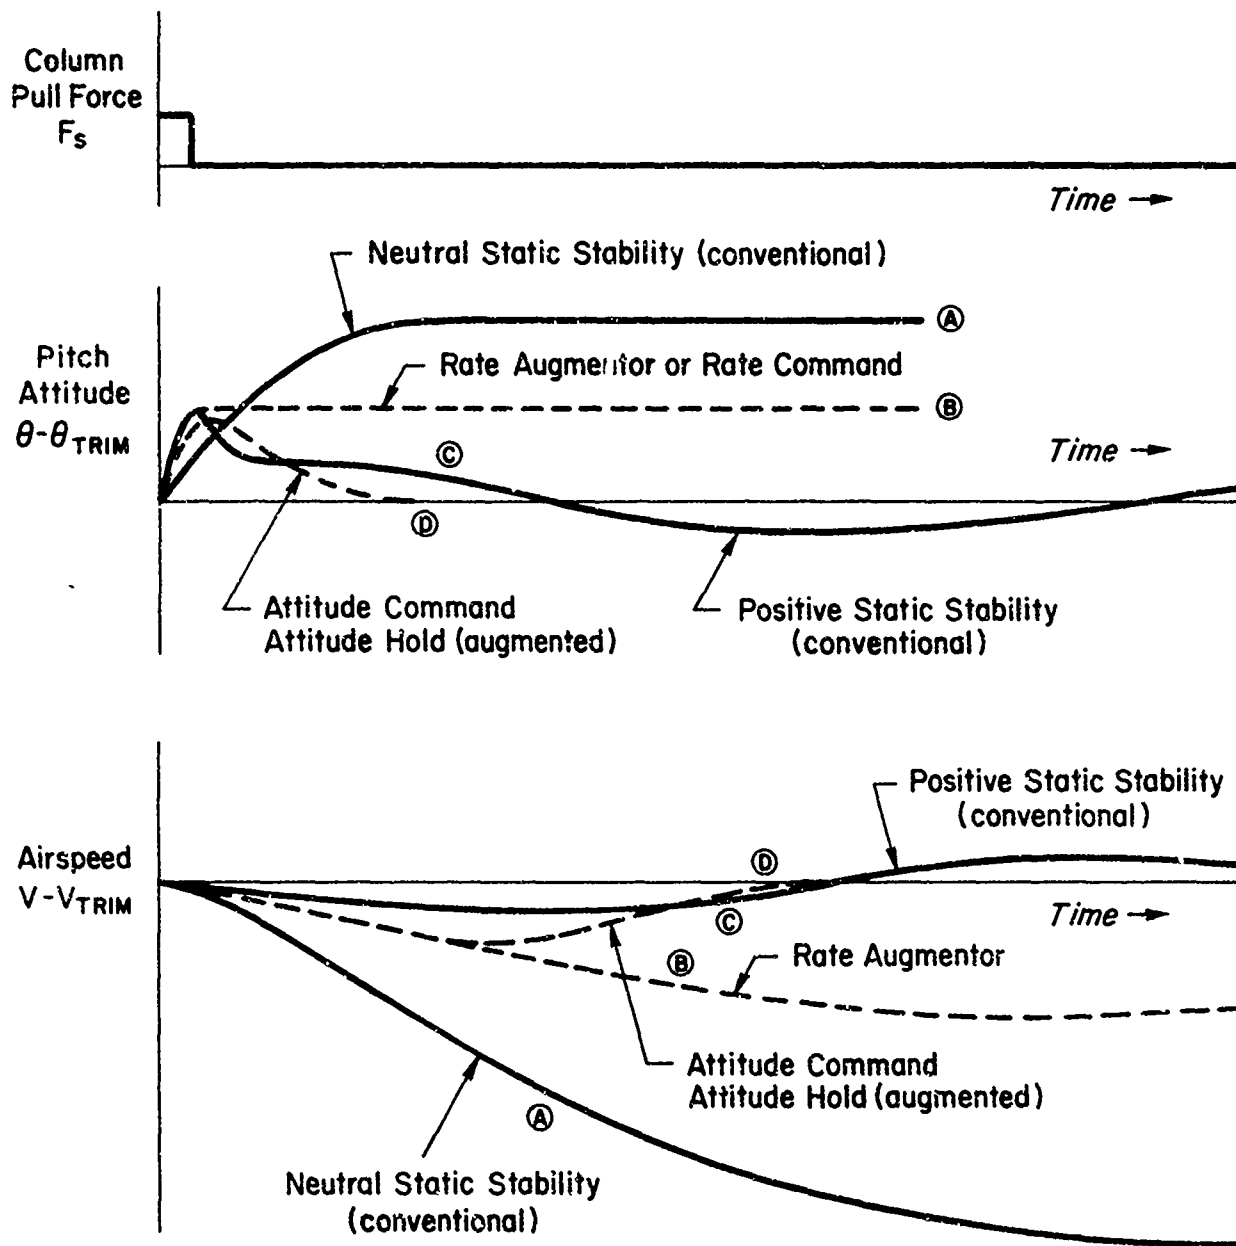 Column
Pull Force
Fs
Time →
Neutral Static Stability (conventional)
A
Pitch
Attitude
θ-θTRIM
Rate Augmentor or Rate Command
B
Time →
C
D
Attitude Command
Attitude Hold (augmented)
Positive Static Stability
(conventional)
Positive Static Stability
(conventional)
Airspeed
V-VTRIM
D
Time →
C
B
Rate Augmentor
Attitude Command
Attitude Hold (augmented)
A
Neutral Static Stability
(conventional)